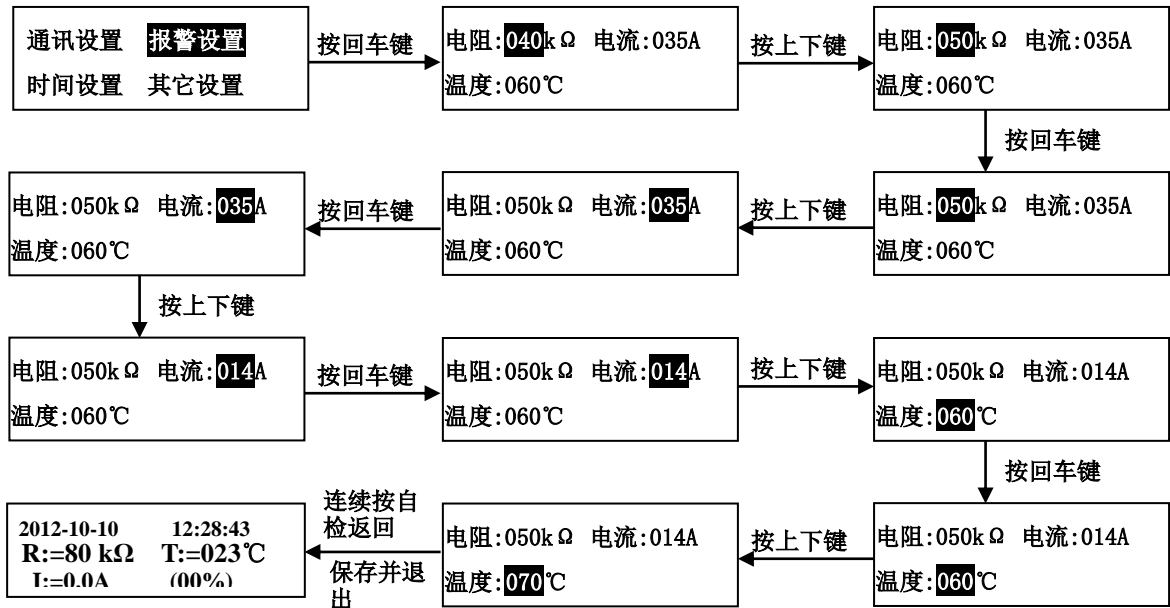 通讯设置 报警设置
时间设置 其它设置
按回车键
电阻:040kΩ 电流:035A
温度:060℃
按上下键
电阻:050kΩ 电流:035A
温度:060℃
按回车键
电阻:050kΩ 电流:035A
温度:060℃
按上下键
电阻:050kΩ 电流:035A
温度:060℃
按回车键
电阻:050kΩ 电流:035A
温度:060℃
按上下键
电阻:050kΩ 电流:014A
温度:060℃
按回车键
电阻:050kΩ 电流:014A
温度:060℃
按上下键
电阻:050kΩ 电流:014A
温度:060℃
按回车键
电阻:050kΩ 电流:014A
温度:060℃
按上下键
电阻:050kΩ 电流:014A
温度:070℃
连续按自
检返回
保存并退
出
2012-10-10 12:28:43
R:=80 kΩ T:=023℃
I:=0.0A (00%)